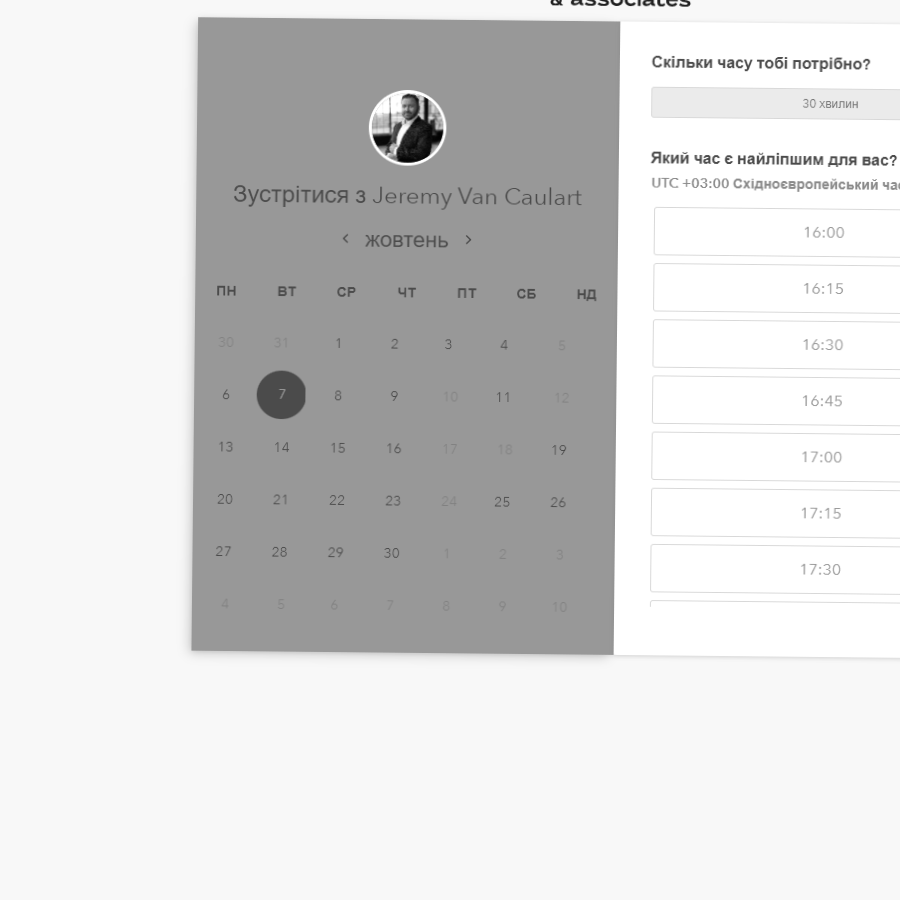 & associates
Зустрітися з Jeremy Van Caulart
жовтень
ПН ВТ СР ЧТ ПТ СБ НД
30 31 1 2 3 4 5
6 7 8 9 10 11 12
13 14 15 16 17 18 19
20 21 22 23 24 25 26
27 28 29 30 1 2 3
4 5 6 7 8 9 10
Скільки часу тобі потрібно?
30 хвилин
Який час є найліпшим для вас?
UTC +03:00 Східноєвропейський
16:00
16:15
16:30
16:45
17:00
17:15
17:30